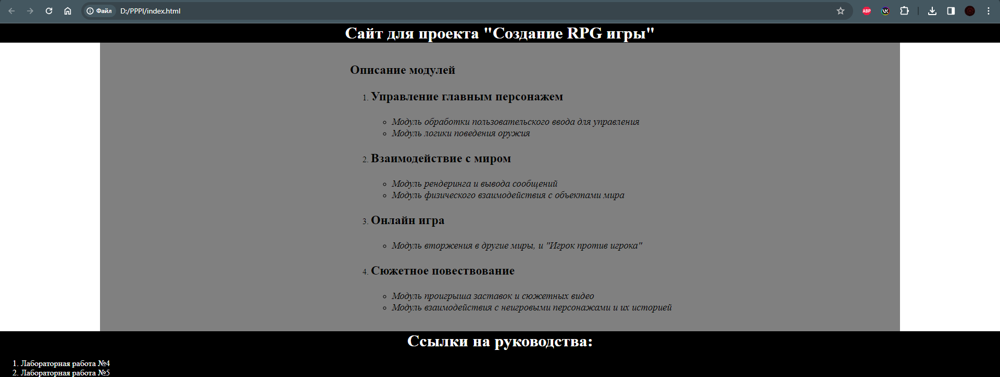 Файл D:/PPPI/index.html ABP
Сайт для проекта "Создание RPG игры"
Описание модулей
1. Управление главным персонажем
Модуль обработки пользовательского ввода для управления
Модуль логики поведения оружия
2. Взаимодействие с миром
Модуль рендеринга и вывода сообщений
Модуль физического взаимодействия с объектами мира
3. Онлайн игра
Модуль вторжения в другие миры, и "Игрок против игрока"
4. Сюжетное повествование
Модуль проигрыша заставок и сюжетных видео
Модуль взаимодействия с неигровыми персонажами и их историей
Ссылки на руководства:
1. Лабораторная работа №4
2. Лабораторная работа №5